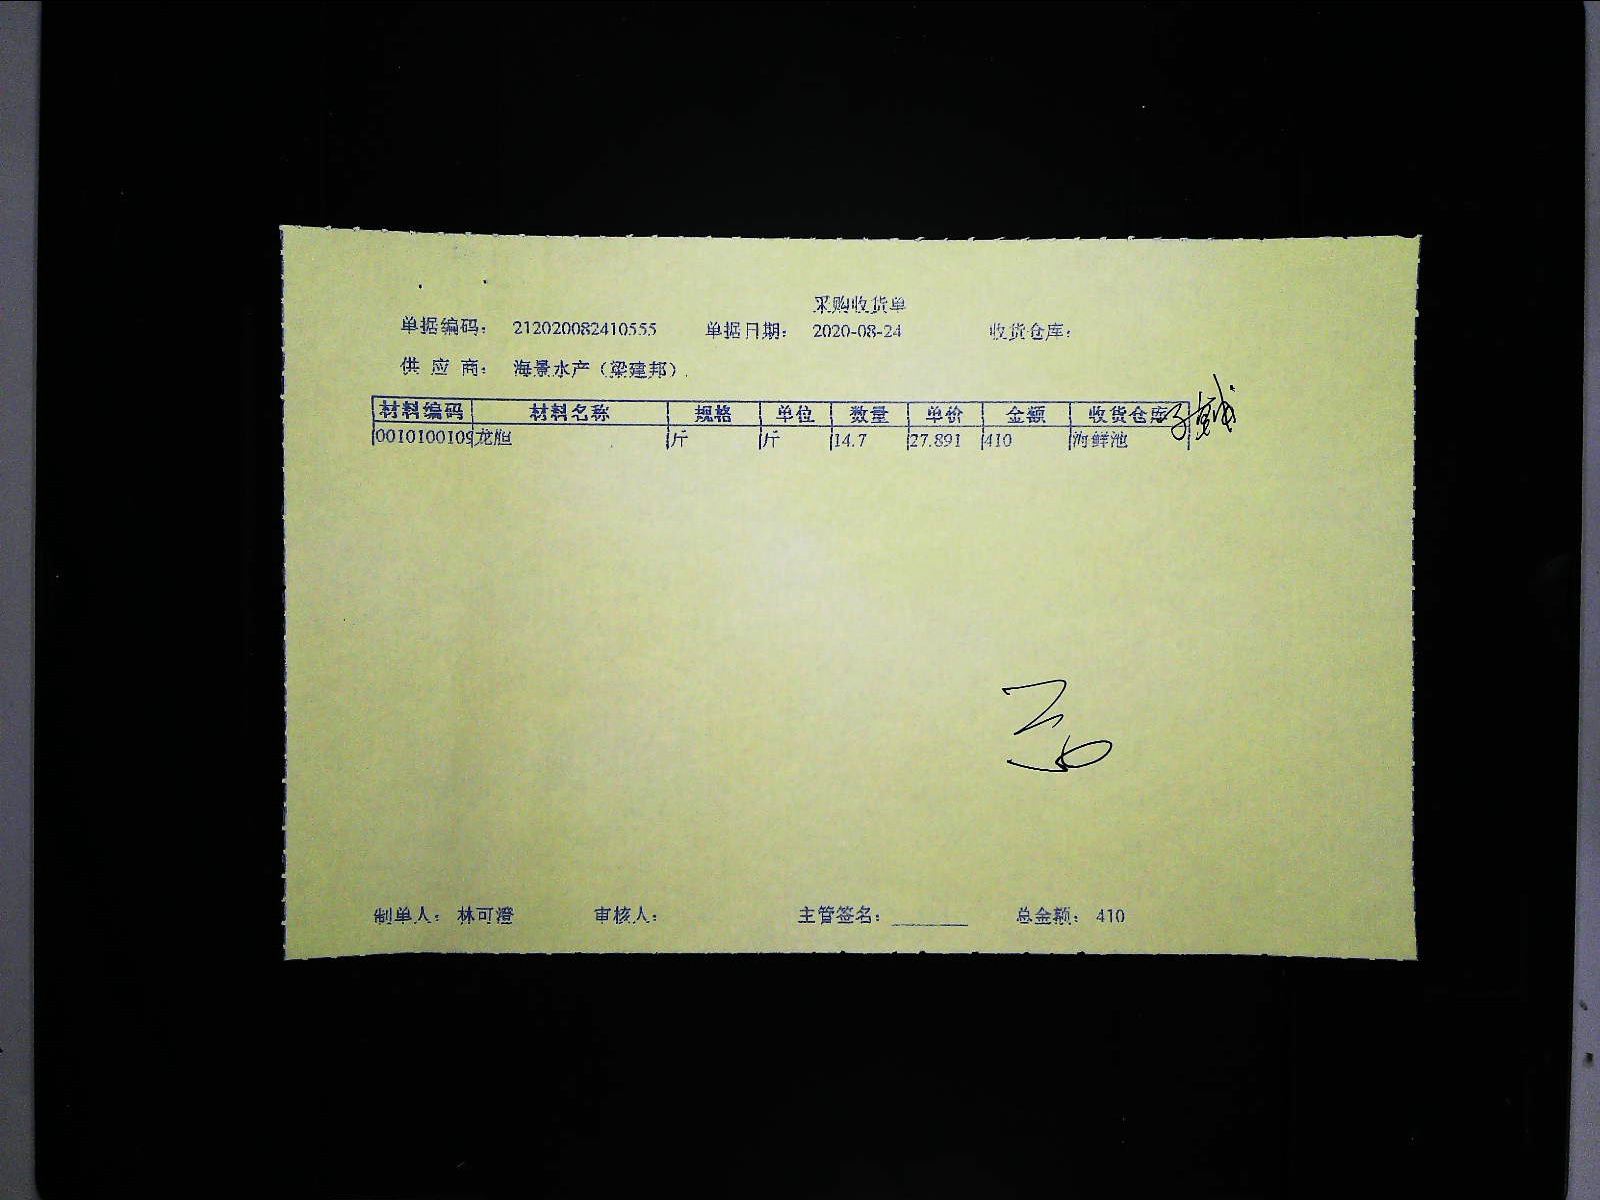 采购收货单
单据编码： 212020082410555 单据日期： 2020-08-24 收货仓库：
供 应 商： 海景水产（梁建邦）
材料编码 材料名称 规格 单位 数量 单价 金额 收货仓库
0010100109 龙胆 斤 斤 14.7 27.891 410 海鲜池
制单人： 林可澄 审核人： 主管签名： ________ 总金额： 410